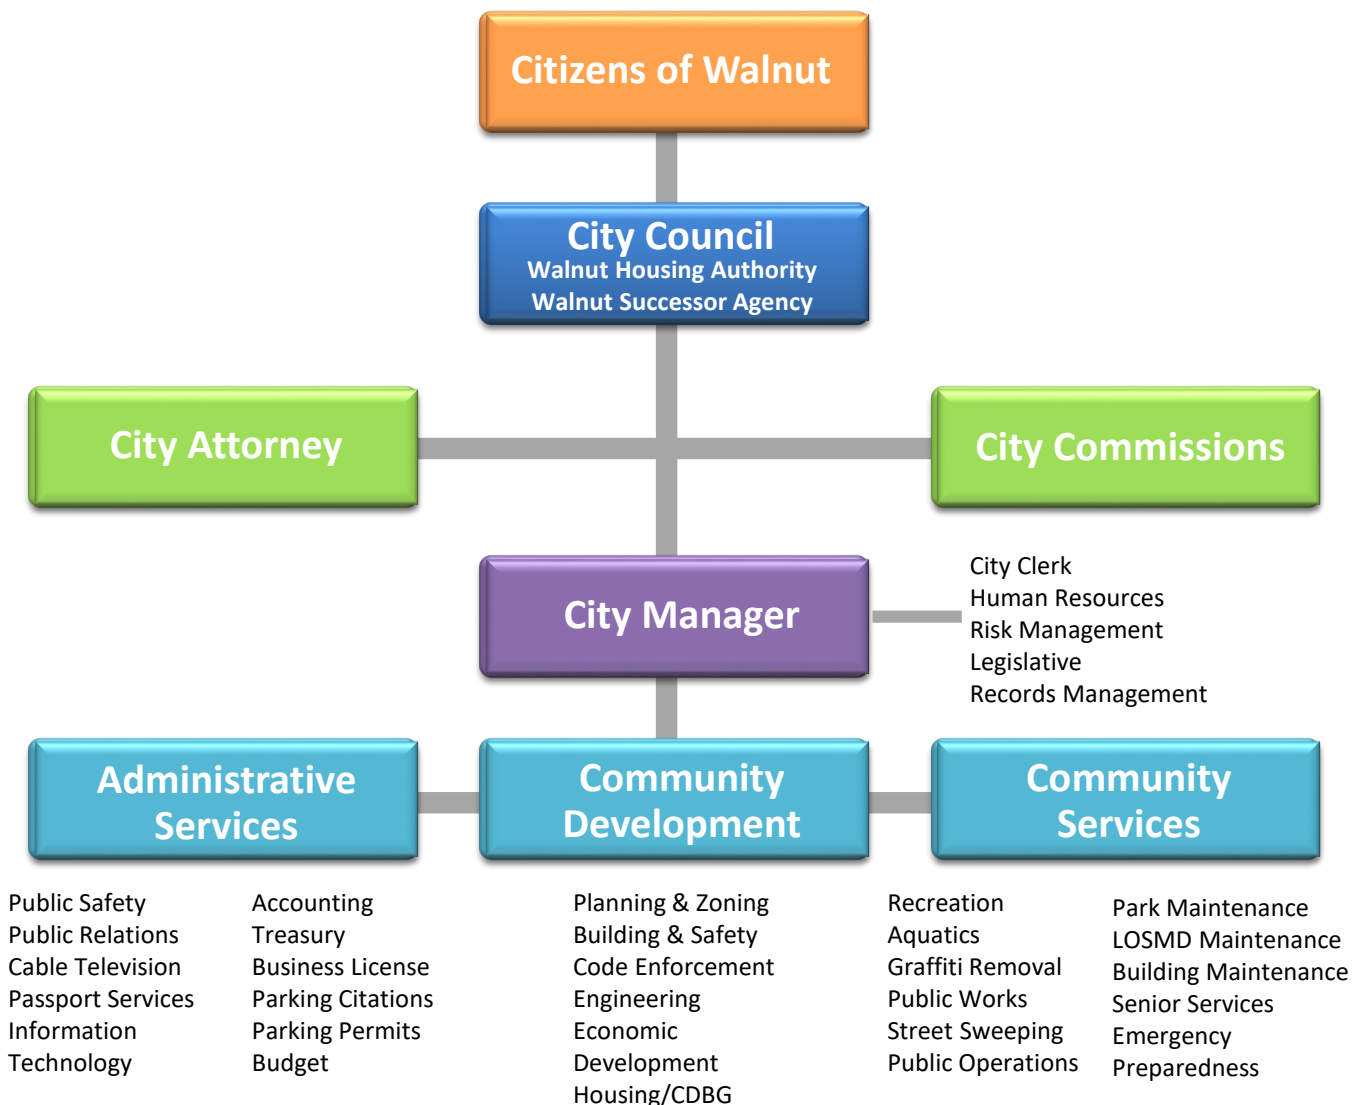 Citizens of Walnut
City Council
Walnut Housing Authority
Walnut Successor Agency
City Attorney
City Commissions
City Manager
City Clerk
Human Resources
Risk Management
Legislative
Records Management
Administrative
Services
Community
Development
Community
Services
Public Safety
Public Relations
Cable Television
Passport Services
Information
Technology
Accounting
Treasury
Business License
Parking Citations
Parking Permits
Budget
Planning & Zoning
Building & Safety
Code Enforcement
Engineering
Economic
Development
Housing/CDBG
Recreation
Aquatics
Graffiti Removal
Public Works
Street Sweeping
Public Operations
Park Maintenance
LOSMD Maintenance
Building Maintenance
Senior Services
Emergency
Preparedness